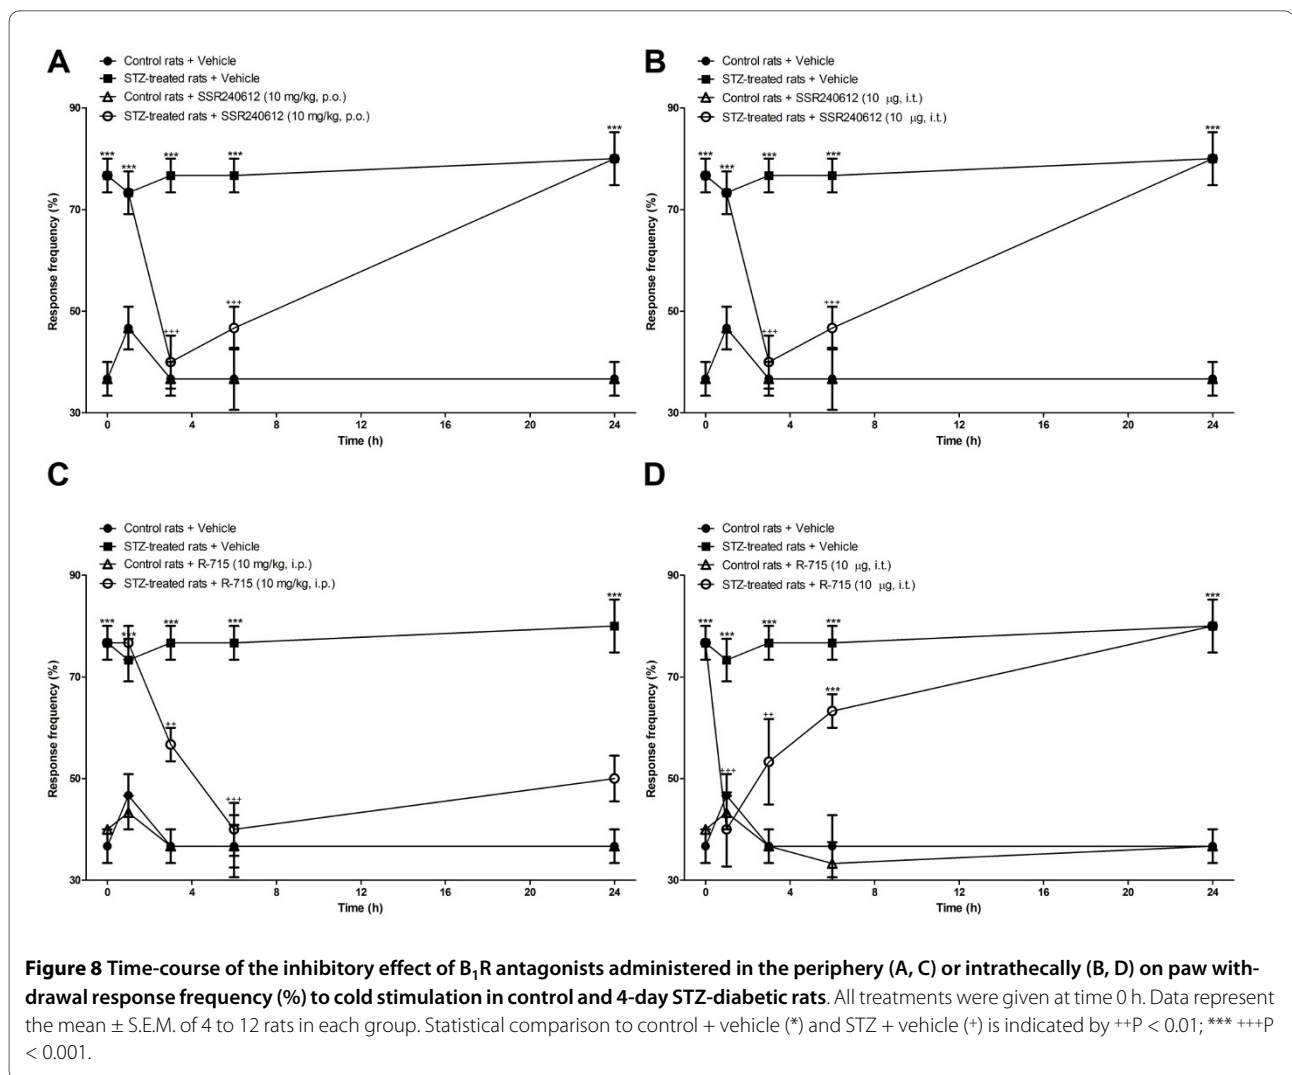 A
Control rats + Vehicle
STZ-treated rats + Vehicle
Control rats + SSR240612 (10 mg/kg, p.o.)
STZ-treated rats + SSR240612 (10 mg/kg, p.o.)
Response frequency (%)
90
70
50
30
*** *** *** *** ***
+++ +++
0 4 8 12 16 20 24
Time (h)
B
Control rats + Vehicle
STZ-treated rats + Vehicle
Control rats + SSR240612 (10 μg, i.t.)
STZ-treated rats + SSR240612 (10 μg, i.t.)
Response frequency (%)
90
70
50
30
*** *** *** *** ***
+++ +++
0 4 8 12 16 20 24
Time (h)
C
Control rats + Vehicle
STZ-treated rats + Vehicle
Control rats + R-715 (10 mg/kg, i.p.)
STZ-treated rats + R-715 (10 mg/kg, i.p.)
Response frequency (%)
90
70
50
30
*** *** *** *** ***
++ +++
0 4 8 12 16 20 24
Time (h)
D
Control rats + Vehicle
STZ-treated rats + Vehicle
Control rats + R-715 (10 μg, i.t.)
STZ-treated rats + R-715 (10 μg, i.t.)
Response frequency (%)
90
70
50
30
*** *** *** *** ***
+++ ++ ***
0 4 8 12 16 20 24
Time (h)
Figure 8 Time-course of the inhibitory effect of B₁R antagonists administered in the periphery (A, C) or intrathecally (B, D) on paw with-
drawal response frequency (%) to cold stimulation in control and 4-day STZ-diabetic rats. All treatments were given at time 0 h. Data represent
the mean ± S.E.M. of 4 to 12 rats in each group. Statistical comparison to control + vehicle (*) and STZ + vehicle (⁺) is indicated by ⁺⁺P < 0.01; *** ⁺⁺⁺P
< 0.001.